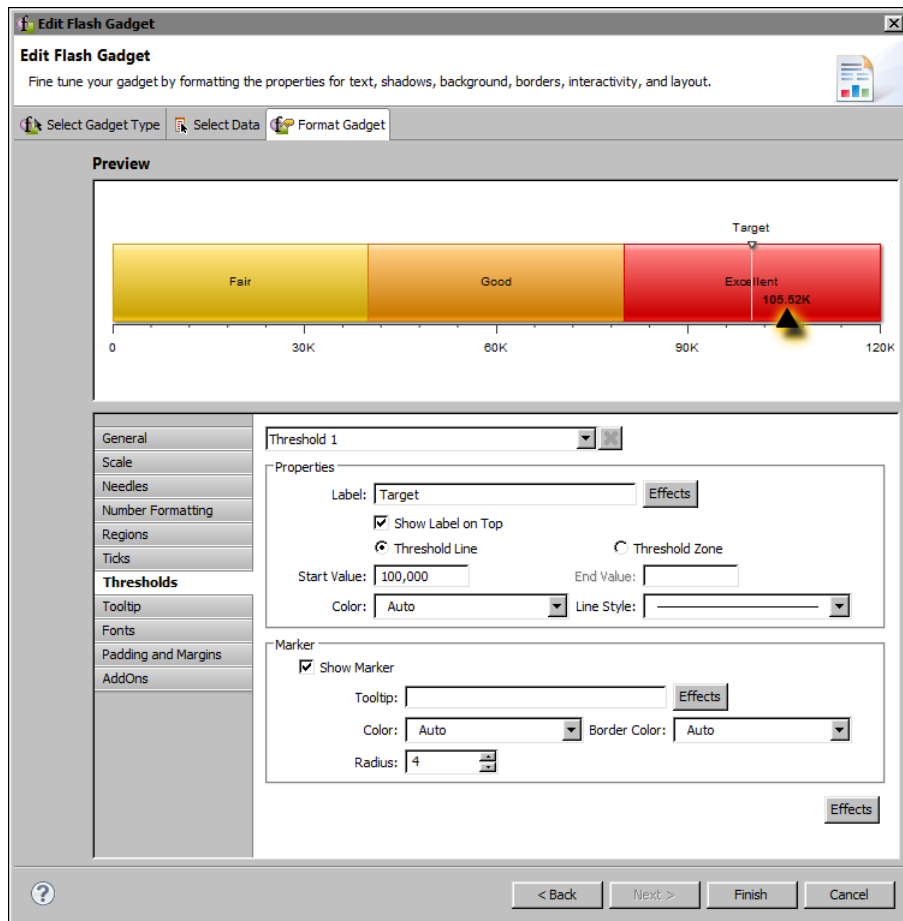 Edit Flash Gadget
Edit Flash Gadget
Fine tune your gadget by formatting the properties for text, shadows, background, borders, interactivity, and layout.
Select Gadget Type Select Data Format Gadget
Preview
Target
Fair Good Excellent
105.52K
0 30K 60K 90K 120K
General
Scale
Needles
Number Formatting
Regions
Ticks
Thresholds
Tooltip
Fonts
Padding and Margins
AddOns
Threshold 1
Properties
Label: Target Effects
Show Label on Top
Threshold Line Threshold Zone
Start Value: 100,000 End Value:
Color: Auto Line Style:
Marker
Show Marker
Tooltip: Effects
Color: Auto Border Color: Auto
Radius: 4
Effects
? < Back Next > Finish Cancel